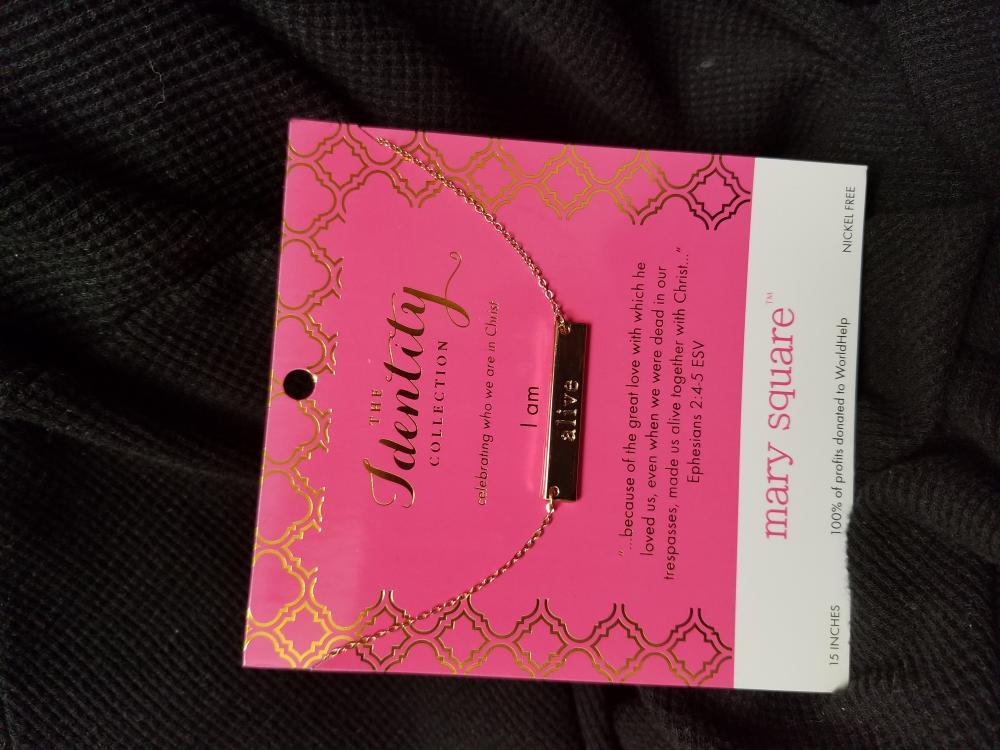 THE
Identity
COLLECTION
celebrating who we are in Christ
I am
alive
"...because of the great love with which he
loved us, even when we were dead in our
trespasses, made us alive together with Christ..."
Ephesians 2:4-5 ESV
mary square™
15 INCHES 100% of profits donated to WorldHelp NICKEL FREE